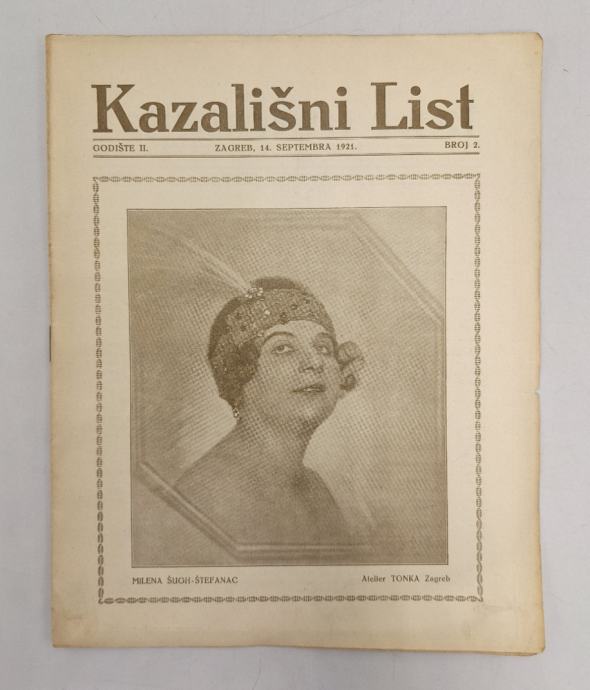 Kazališni List
GODIŠTE II. ZAGREB, 14. SEPTEMBRA 1921. BROJ 2.
MILENA ŠUGH-ŠTEFANAC Atelier TONKA Zagreb